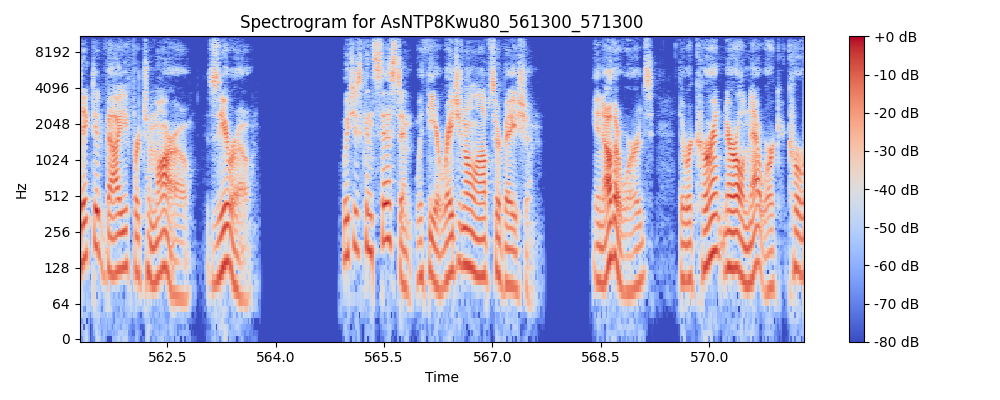 Spectrogram for AsNTP8Kwu80_561300_571300
8192
4096
2048
1024
512
256
128
64
0
Hz
562.5
564.0
565.5
567.0
568.5
570.0
Time
+0 dB
-10 dB
-20 dB
-30 dB
-40 dB
-50 dB
-60 dB
-70 dB
-80 dB